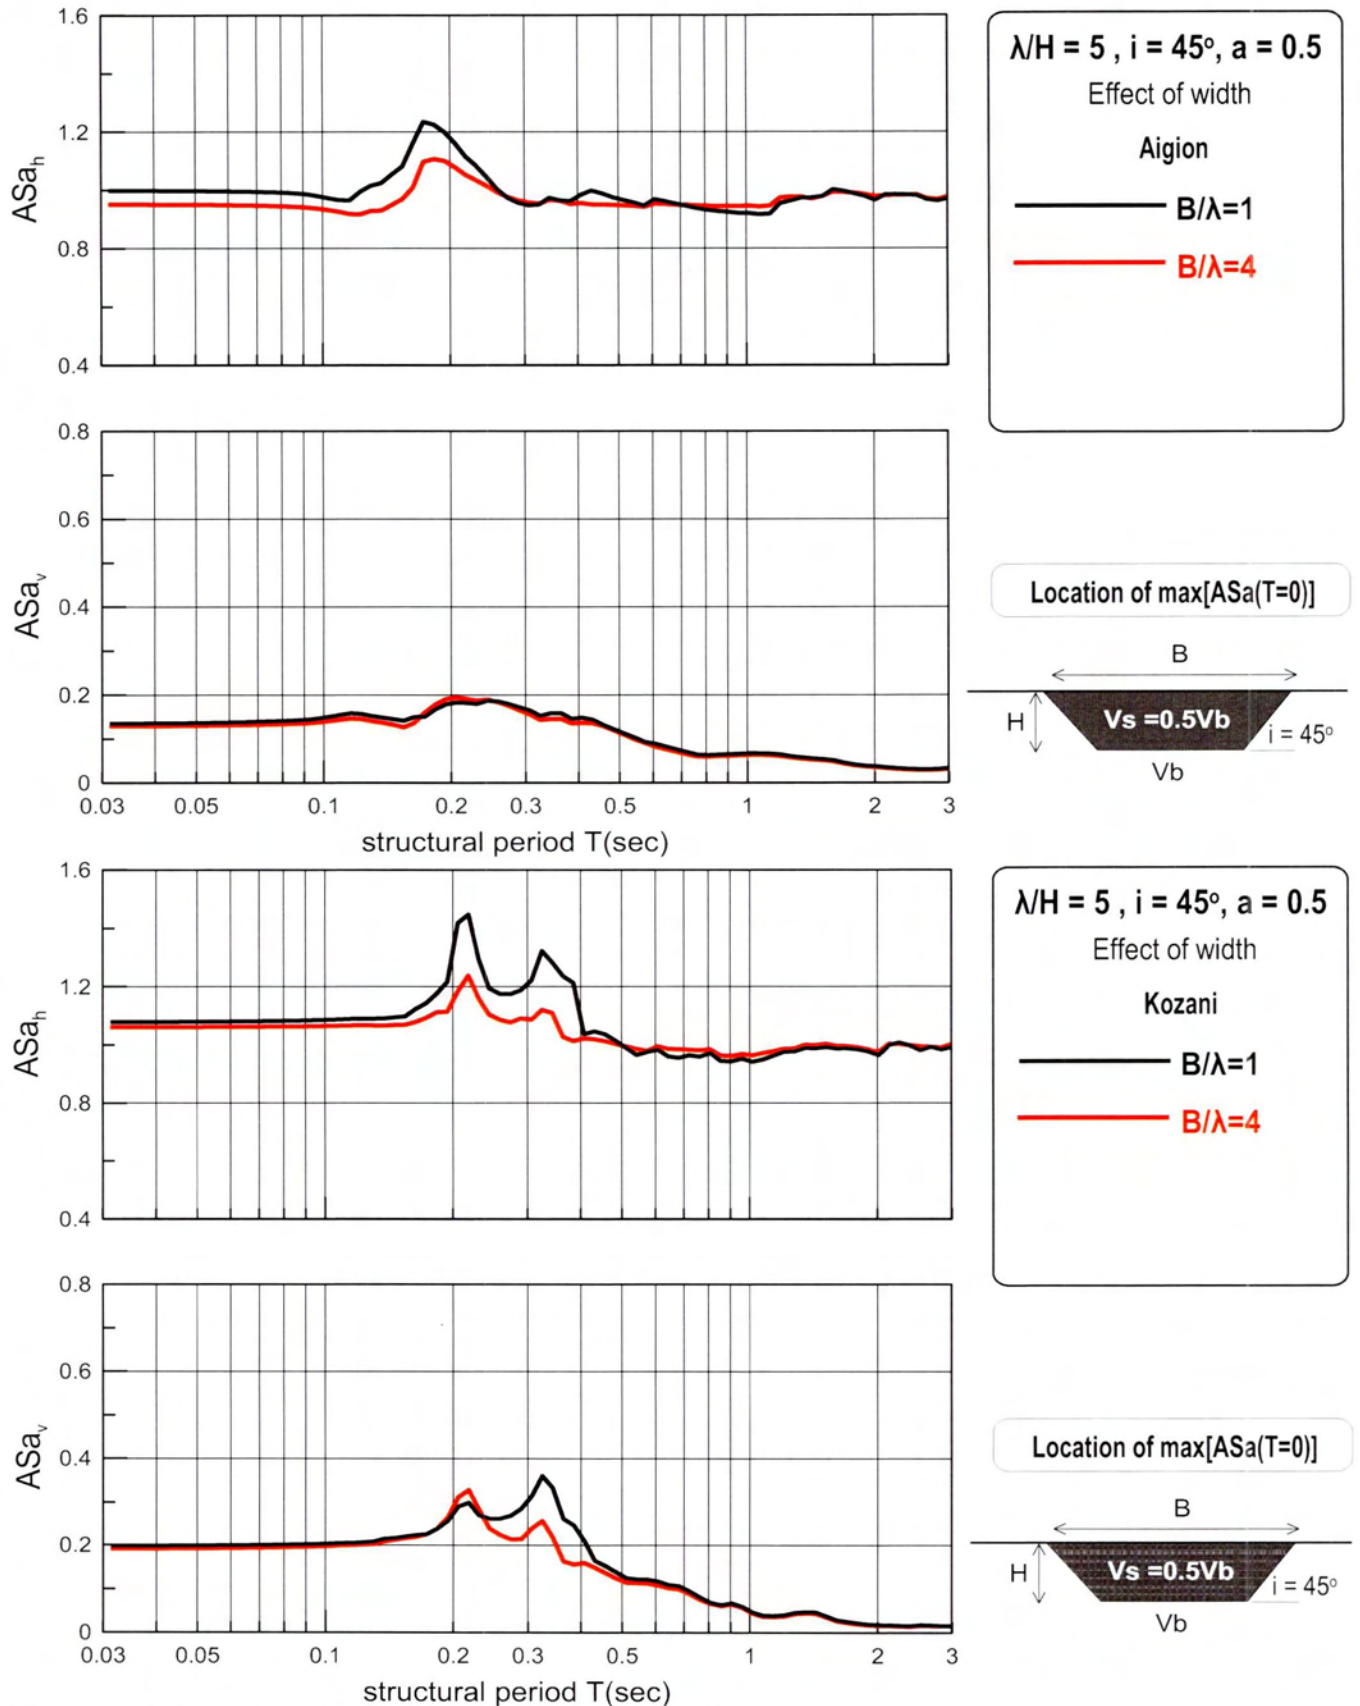 1.6
1.2
0.8
0.4
ASa_h
λ/H = 5 , i = 45°, a = 0.5
Effect of width
Aigion
B/λ=1
B/λ=4
0.8
0.6
0.4
0.2
0
ASa_v
0.03 0.05 0.1 0.2 0.3 0.5 1 2 3
structural period T(sec)
Location of max[ASa(T=0)]
B
H
Vs =0.5Vb
i = 45°
Vb
1.6
1.2
0.8
0.4
ASa_h
λ/H = 5 , i = 45°, a = 0.5
Effect of width
Kozani
B/λ=1
B/λ=4
0.8
0.6
0.4
0.2
0
ASa_v
0.03 0.05 0.1 0.2 0.3 0.5 1 2 3
structural period T(sec)
Location of max[ASa(T=0)]
B
H
Vs =0.5Vb
i = 45°
Vb